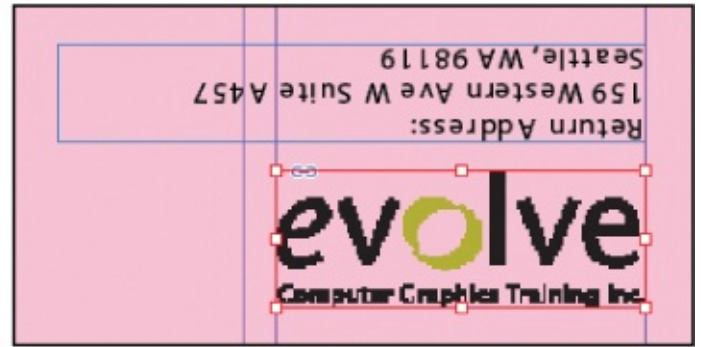 Return Address:
159 Western Ave W Suite A457
Seattle, WA 98119
evolve
Computer Graphics Training Inc.